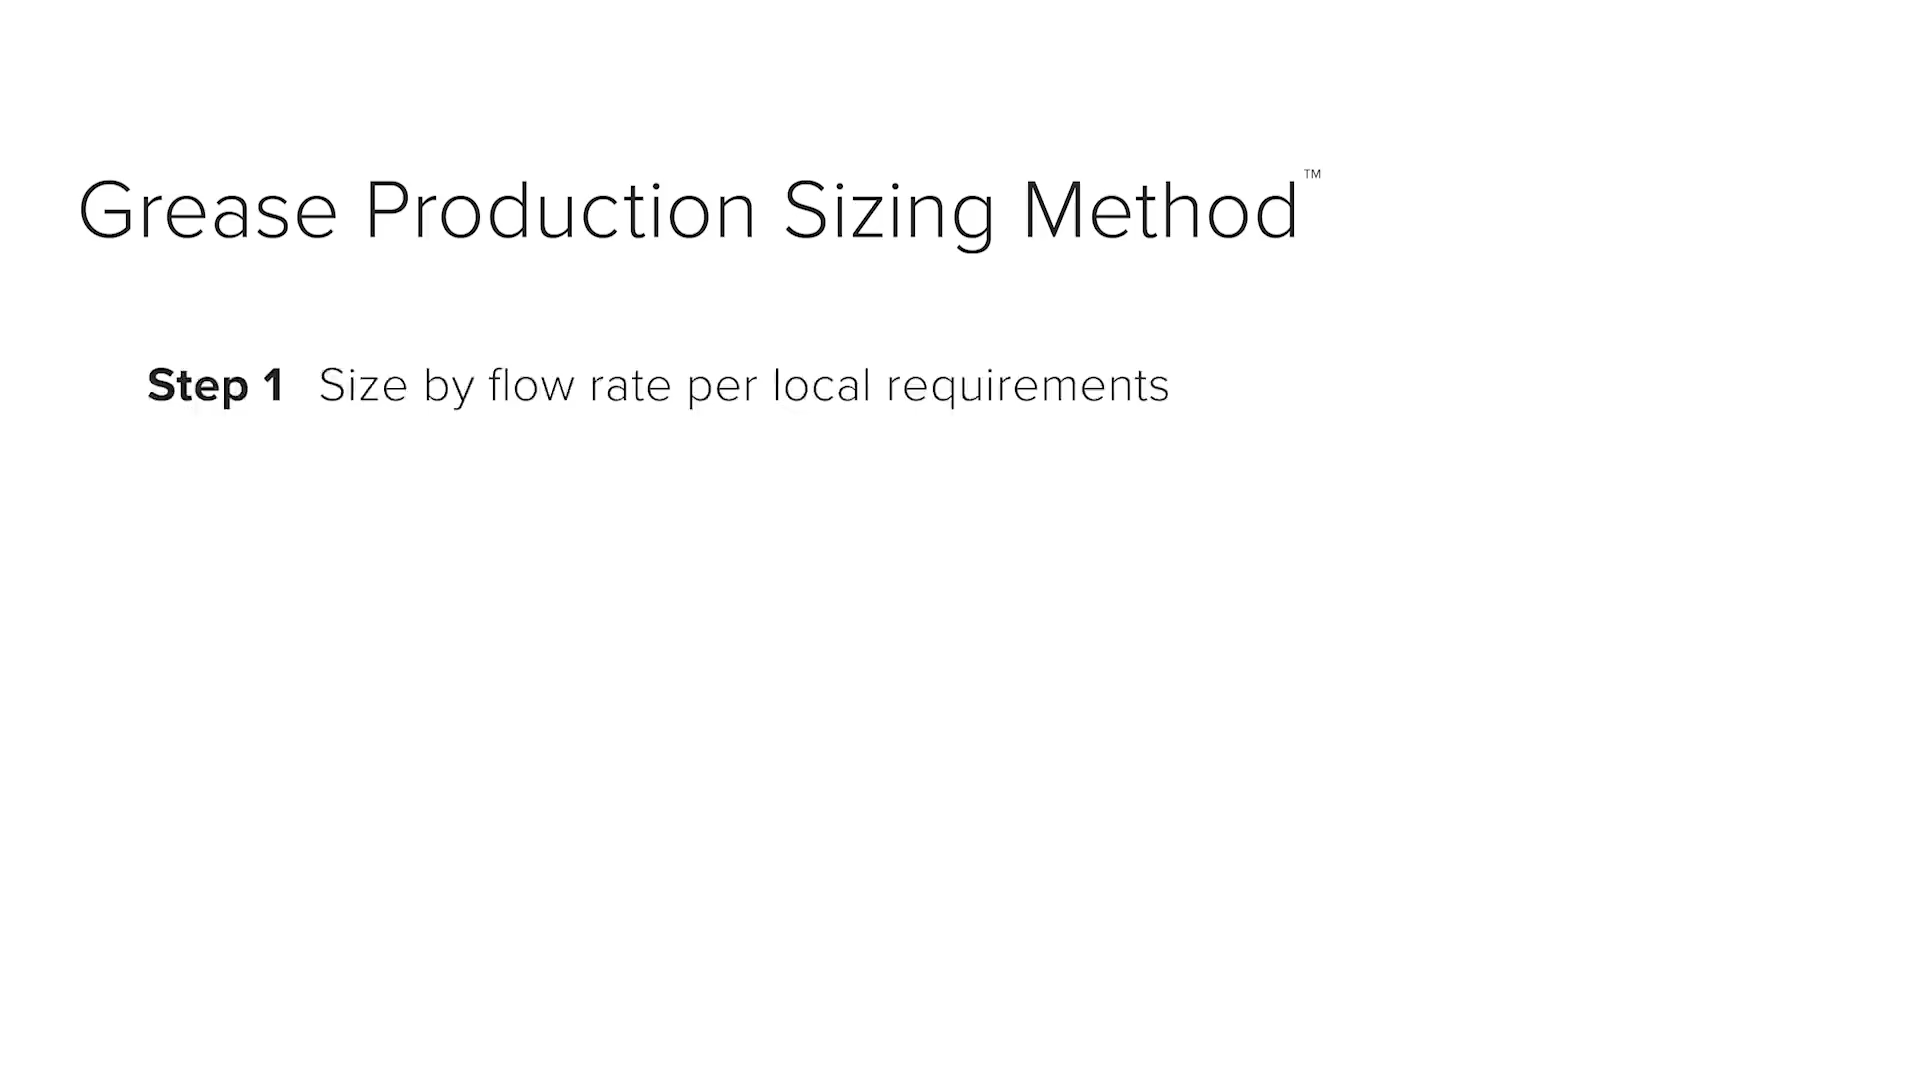 Grease Production Sizing Method™
Step 1 Size by flow rate per local requirements